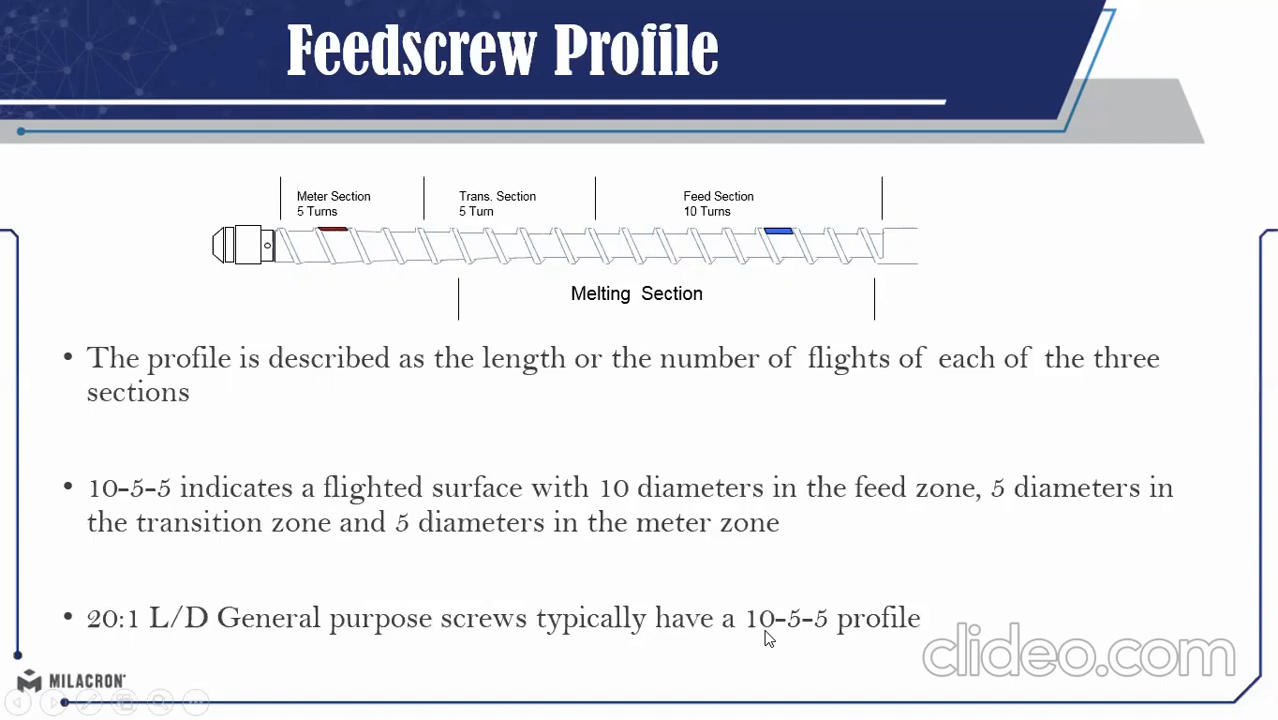 Feedscrew Profile
Meter Section
5 Turns
Trans. Section
5 Turn
Feed Section
10 Turns
Melting Section
• The profile is described as the length or the number of flights of each of the three
sections
• 10-5-5 indicates a flighted surface with 10 diameters in the feed zone, 5 diameters in
the transition zone and 5 diameters in the meter zone
• 20:1 L/D General purpose screws typically have a 10-5-5 profile
clideo.com
MILACRON